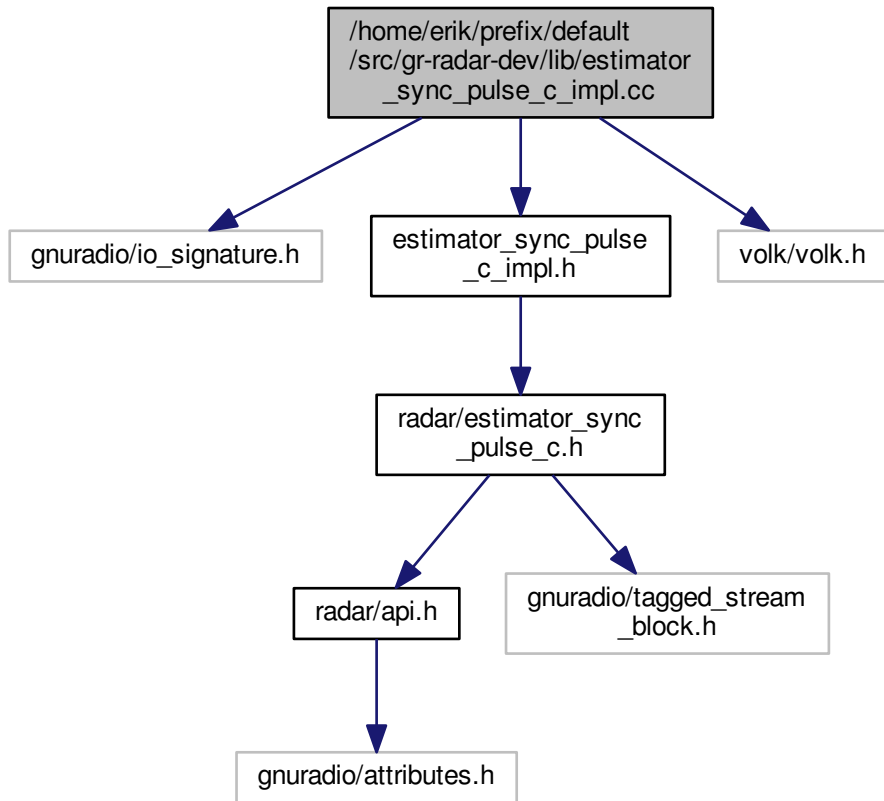 /home/erik/prefix/default
/src/gr-radar-dev/lib/estimator
_sync_pulse_c_impl.cc
gnuradio/io_signature.h
estimator_sync_pulse
_c_impl.h
volk/volk.h
radar/estimator_sync
_pulse_c.h
radar/api.h
gnuradio/tagged_stream
_block.h
gnuradio/attributes.h